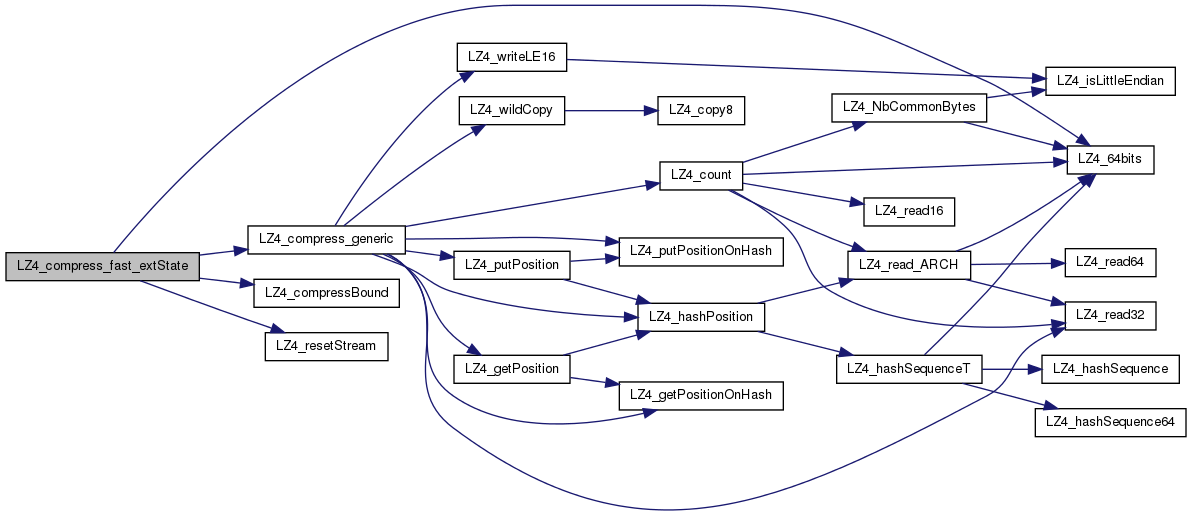 LZ4_compress_fast_extState
LZ4_compress_generic
LZ4_compressBound
LZ4_resetStream
LZ4_writeLE16
LZ4_wildCopy
LZ4_putPosition
LZ4_getPosition
LZ4_copy8
LZ4_count
LZ4_putPositionOnHash
LZ4_hashPosition
LZ4_getPositionOnHash
LZ4_NbCommonBytes
LZ4_read16
LZ4_read_ARCH
LZ4_hashSequenceT
LZ4_isLittleEndian
LZ4_64bits
LZ4_read64
LZ4_read32
LZ4_hashSequence
LZ4_hashSequence64